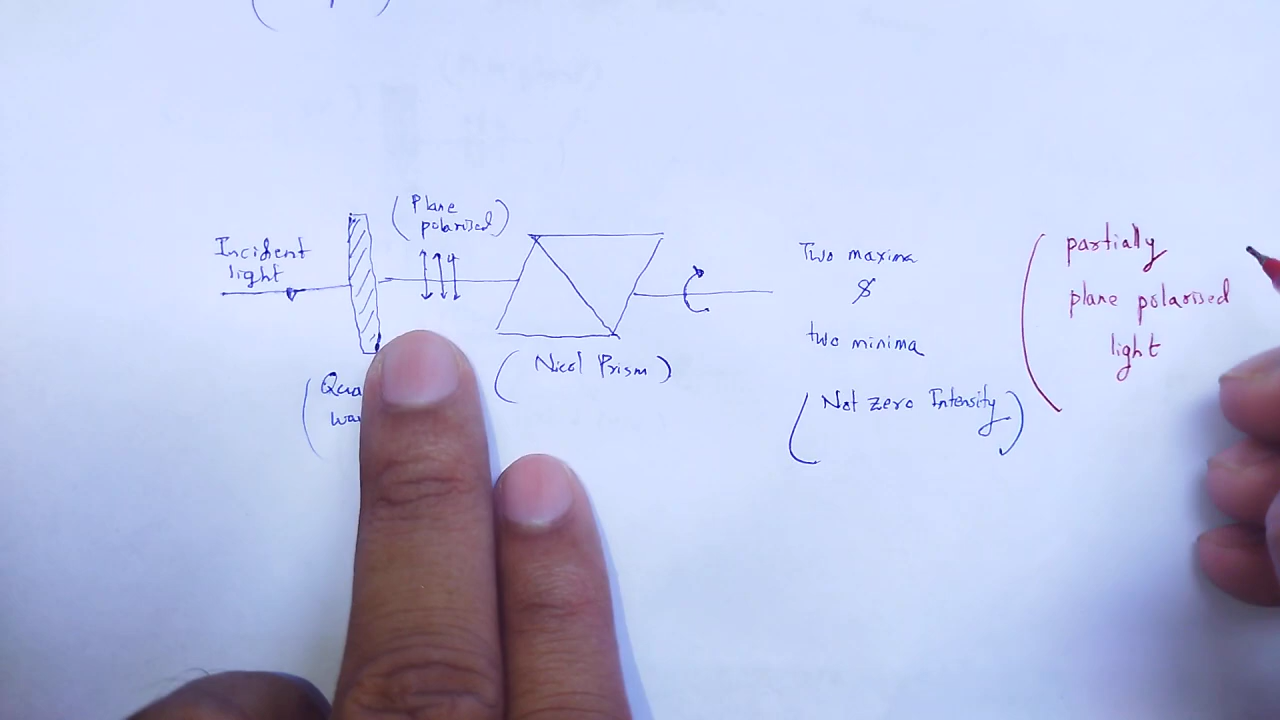 Incident
light
(Plane
polarised)
(Nicol Prism)
Two maxima
&
two minima
(Not zero Intensity)
(partially
plane polarised
light